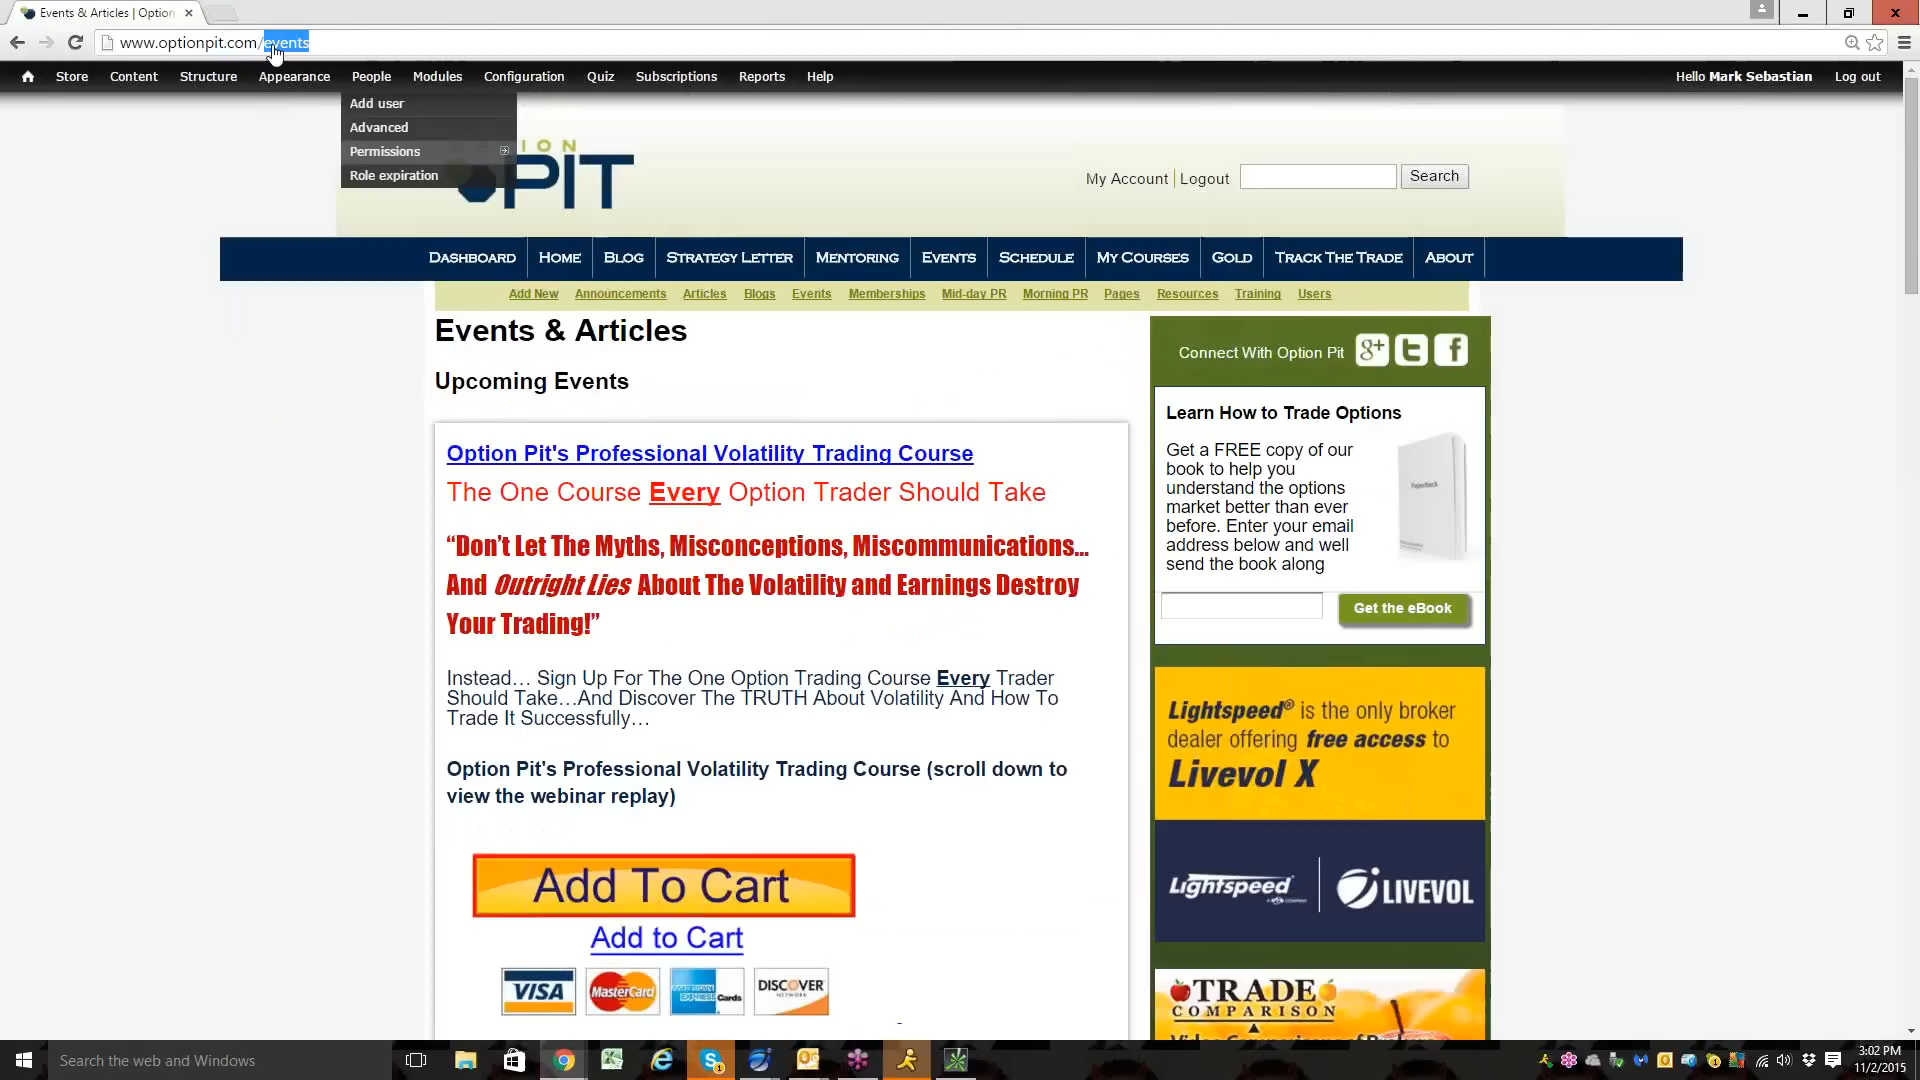 Events & Articles | Option
www.optionpit.com/events
Store Content Structure Appearance People Modules Configuration Quiz Subscriptions Reports Help Hello Mark Sebastian Log out
Add user
Advanced
Permissions
Role expiration
ION
PIT
My Account Logout Search
DASHBOARD HOME BLOG STRATEGY LETTER MENTORING EVENTS SCHEDULE MY COURSES GOLD TRACK THE TRADE ABOUT
Add New Announcements Articles Blogs Events Memberships Mid-day PR Morning PR Pages Resources Training Users
Events & Articles
Upcoming Events
Option Pit's Professional Volatility Trading Course
The One Course Every Option Trader Should Take
“Don’t Let The Myths, Misconceptions, Miscommunications…
And Outright Lies About The Volatility and Earnings Destroy
Your Trading!”
Instead… Sign Up For The One Option Trading Course Every Trader
Should Take…And Discover The TRUTH About Volatility And How To
Trade It Successfully…
Option Pit's Professional Volatility Trading Course (scroll down to
view the webinar replay)
Add To Cart
Add to Cart
VISA MasterCard AMERICAN EXPRESS Cards DISCOVER NETWORK
Connect With Option Pit g+ t f
Learn How to Trade Options
Get a FREE copy of our
book to help you
understand the options
market better than ever
before. Enter your email
address below and well
send the book along
Paperback
Get the eBook
Lightspeed® is the only broker
dealer offering free access to
Livevol X
Lightspeed LIVEVOL
TRADE
COMPARISON
Search the web and Windows
3:02 PM
11/2/2015